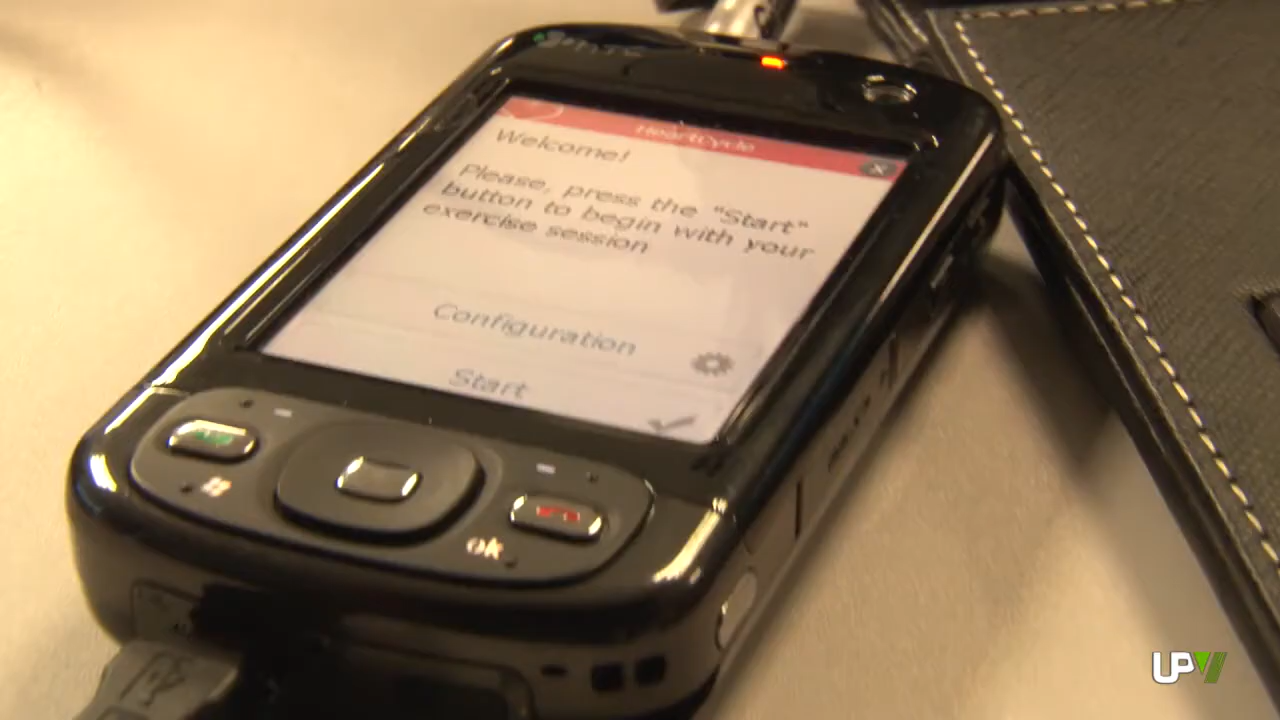 HeartCycle
Welcome!
Please, press the "Start"
button to begin with your
exercise session
Configuration
Start
ok
UPV